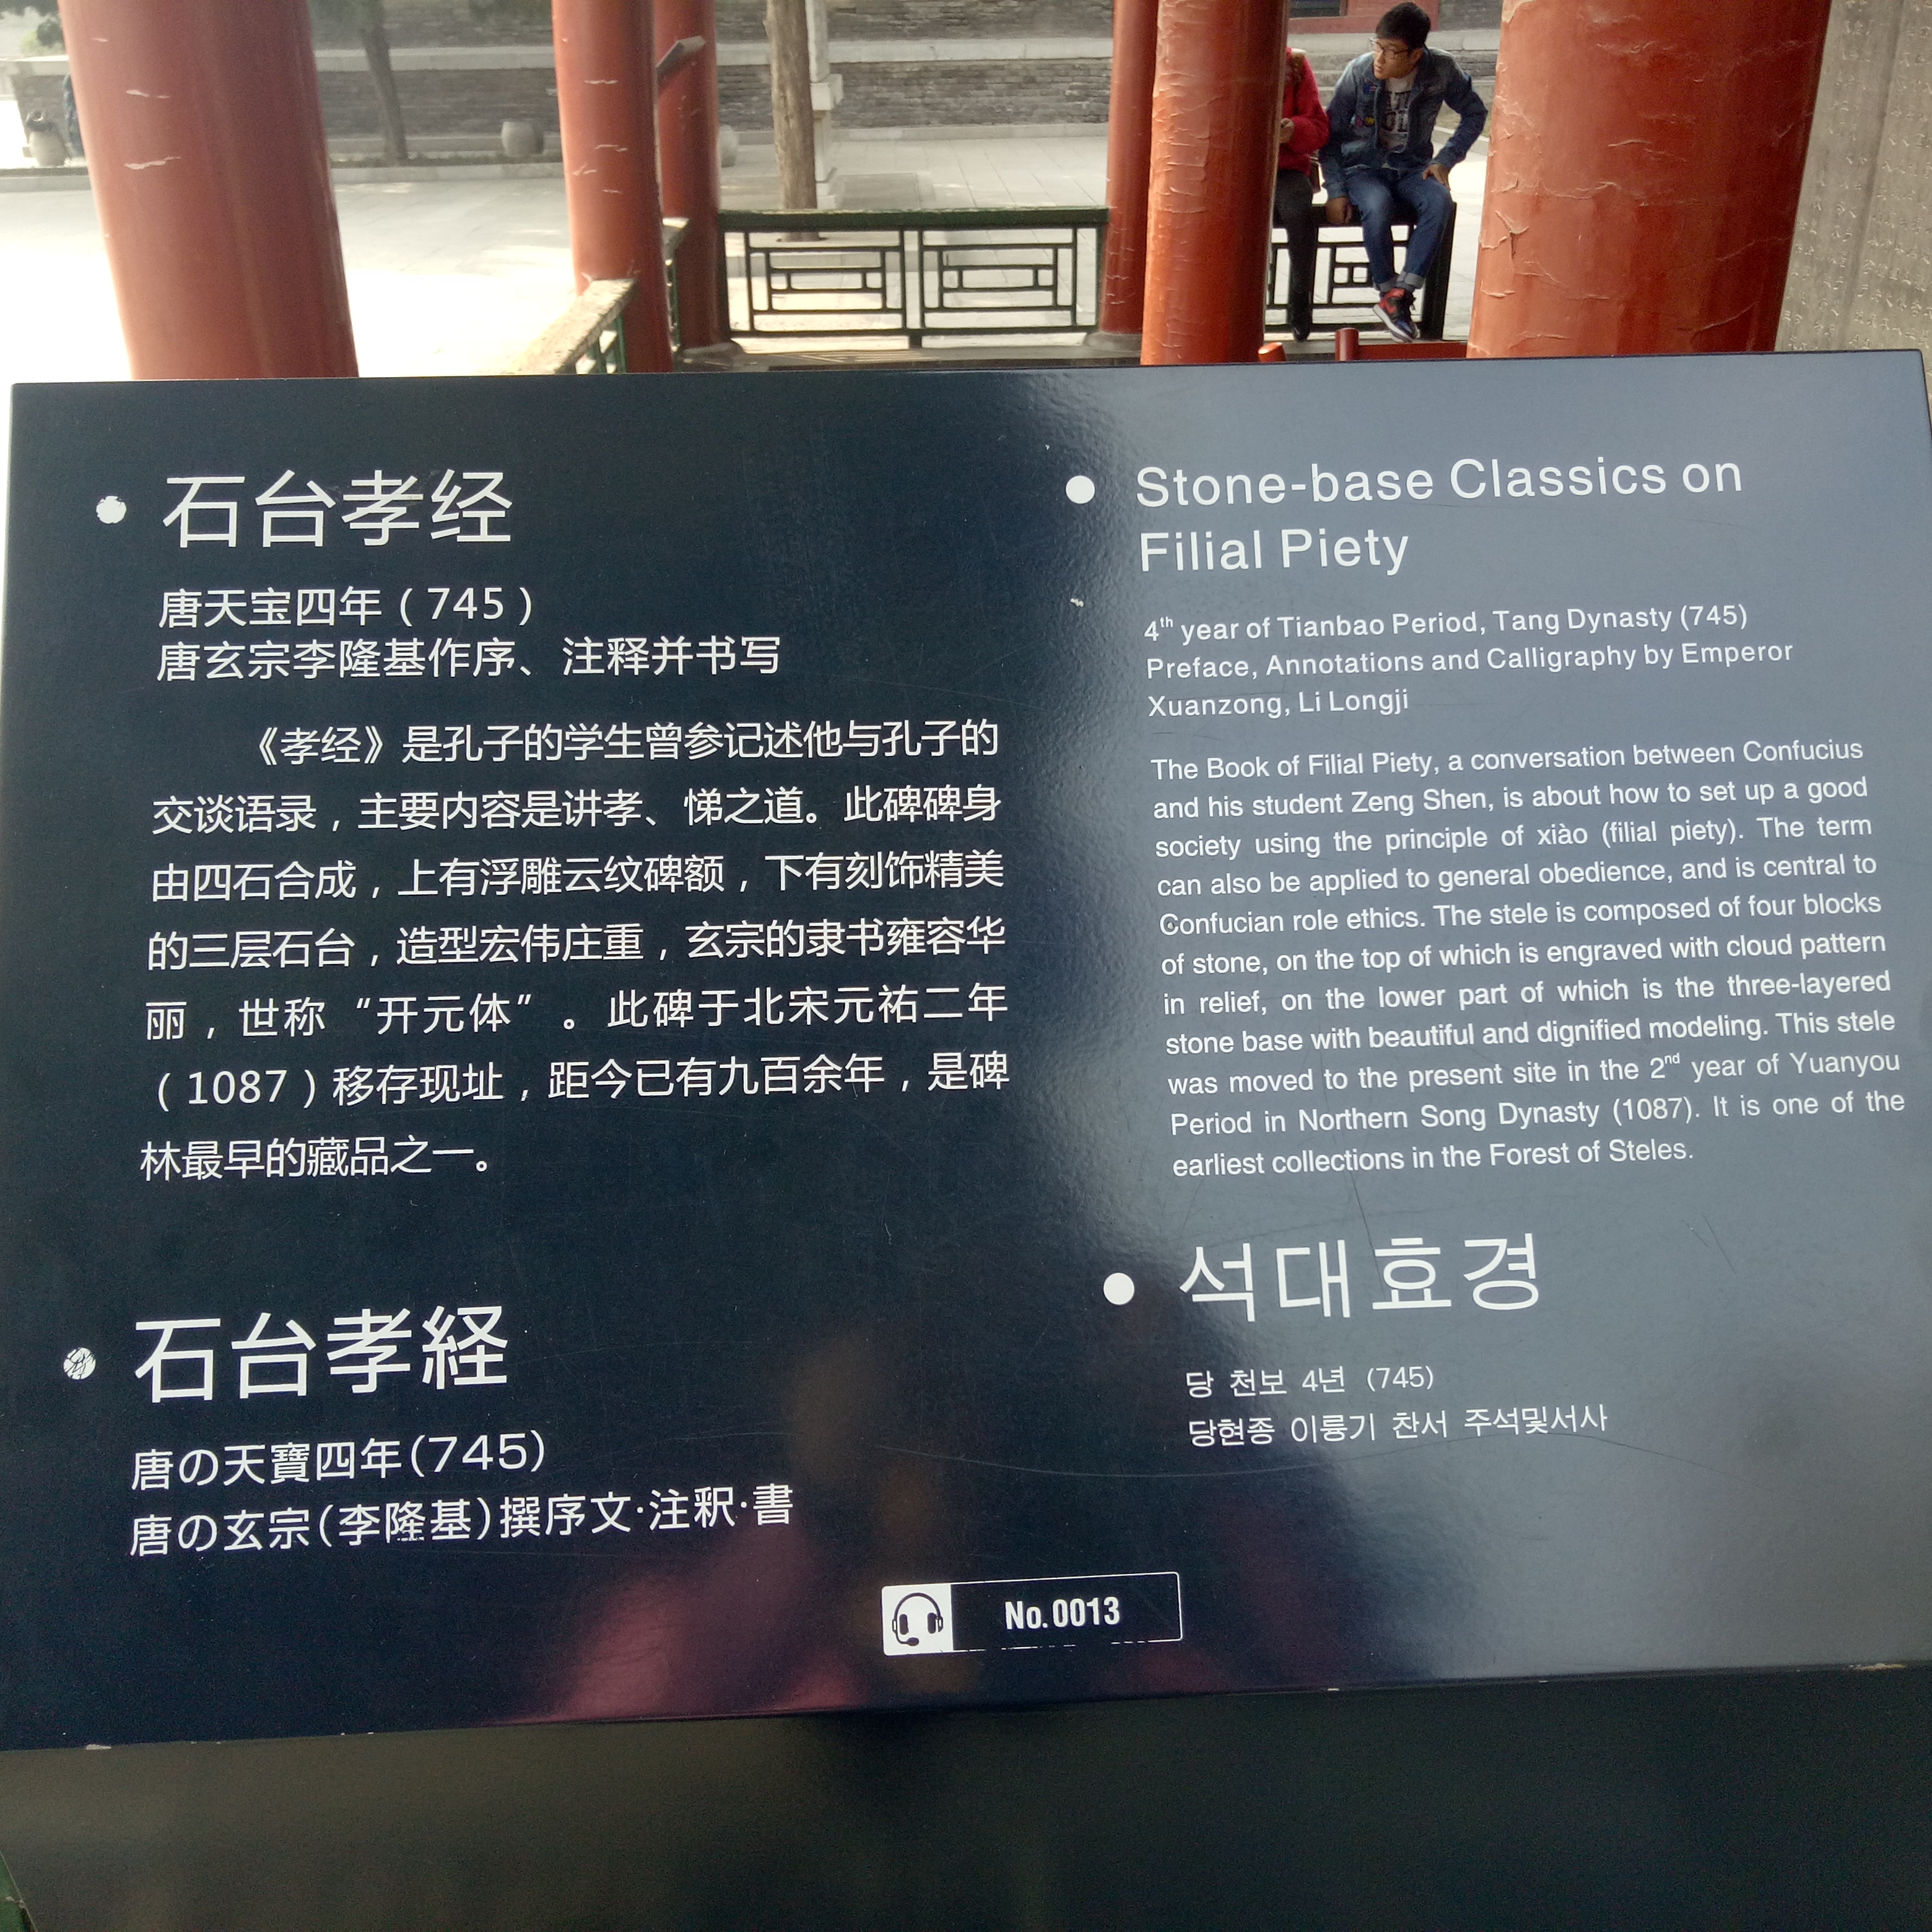 石台孝经
唐天宝四年（745）
唐玄宗李隆基作序、注释并书写
《孝经》是孔子的学生曾参记述他与孔子的
交谈语录，主要内容是讲孝、悌之道。此碑碑身
由四石合成，上有浮雕云纹碑额，下有刻饰精美
的三层石台，造型宏伟庄重，玄宗的隶书雍容华
丽，世称“开元体”。此碑于北宋元祐二年
（1087）移存现址，距今已有九百余年，是碑
林最早的藏品之一。
石台孝経
唐の天寶四年(745)
唐の玄宗(李隆基)撰序文·注釈·書
Stone-base Classics on
Filial Piety
4th year of Tianbao Period, Tang Dynasty (745)
Preface, Annotations and Calligraphy by Emperor
Xuanzong, Li Longji
The Book of Filial Piety, a conversation between Confucius
and his student Zeng Shen, is about how to set up a good
society using the principle of xiào (filial piety). The term
can also be applied to general obedience, and is central to
Confucian role ethics. The stele is composed of four blocks
of stone, on the top of which is engraved with cloud pattern
in relief, on the lower part of which is the three-layered
stone base with beautiful and dignified modeling. This stele
was moved to the present site in the 2nd year of Yuanyou
Period in Northern Song Dynasty (1087). It is one of the
earliest collections in the Forest of Steles.
석대효경
당 천보 4년 (745)
당현종 이륭기 찬서 주석및서사
No.0013